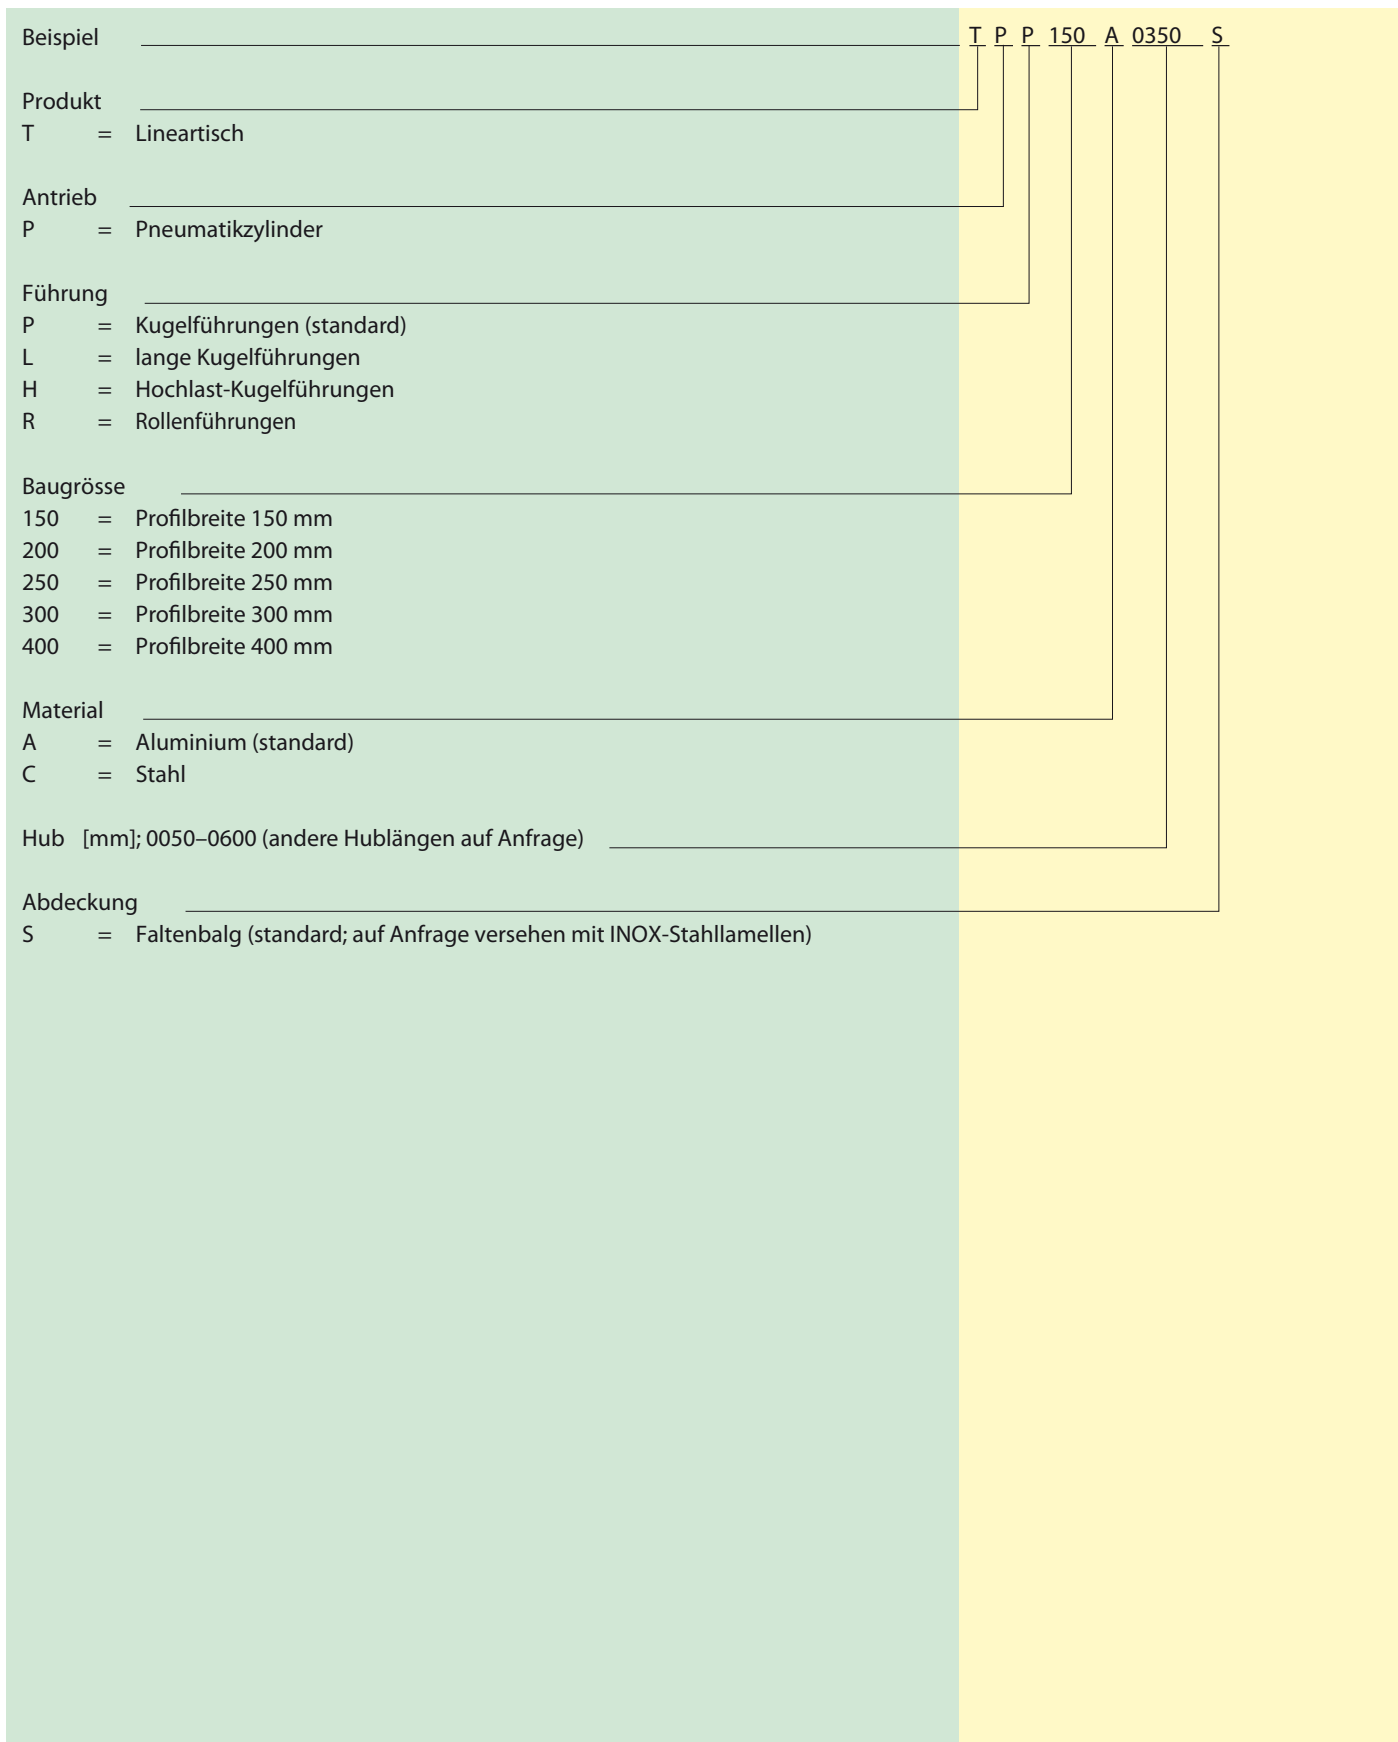 Beispiel T P P 150 A 0350 S
Produkt
T = Lineartisch
Antrieb
P = Pneumatikzylinder
Führung
P = Kugelführungen (standard)
L = lange Kugelführungen
H = Hochlast-Kugelführungen
R = Rollenführungen
Baugrösse
150 = Profilbreite 150 mm
200 = Profilbreite 200 mm
250 = Profilbreite 250 mm
300 = Profilbreite 300 mm
400 = Profilbreite 400 mm
Material
A = Aluminium (standard)
C = Stahl
Hub [mm]; 0050–0600 (andere Hublängen auf Anfrage)
Abdeckung
S = Faltenbalg (standard; auf Anfrage versehen mit INOX-Stahllamellen)